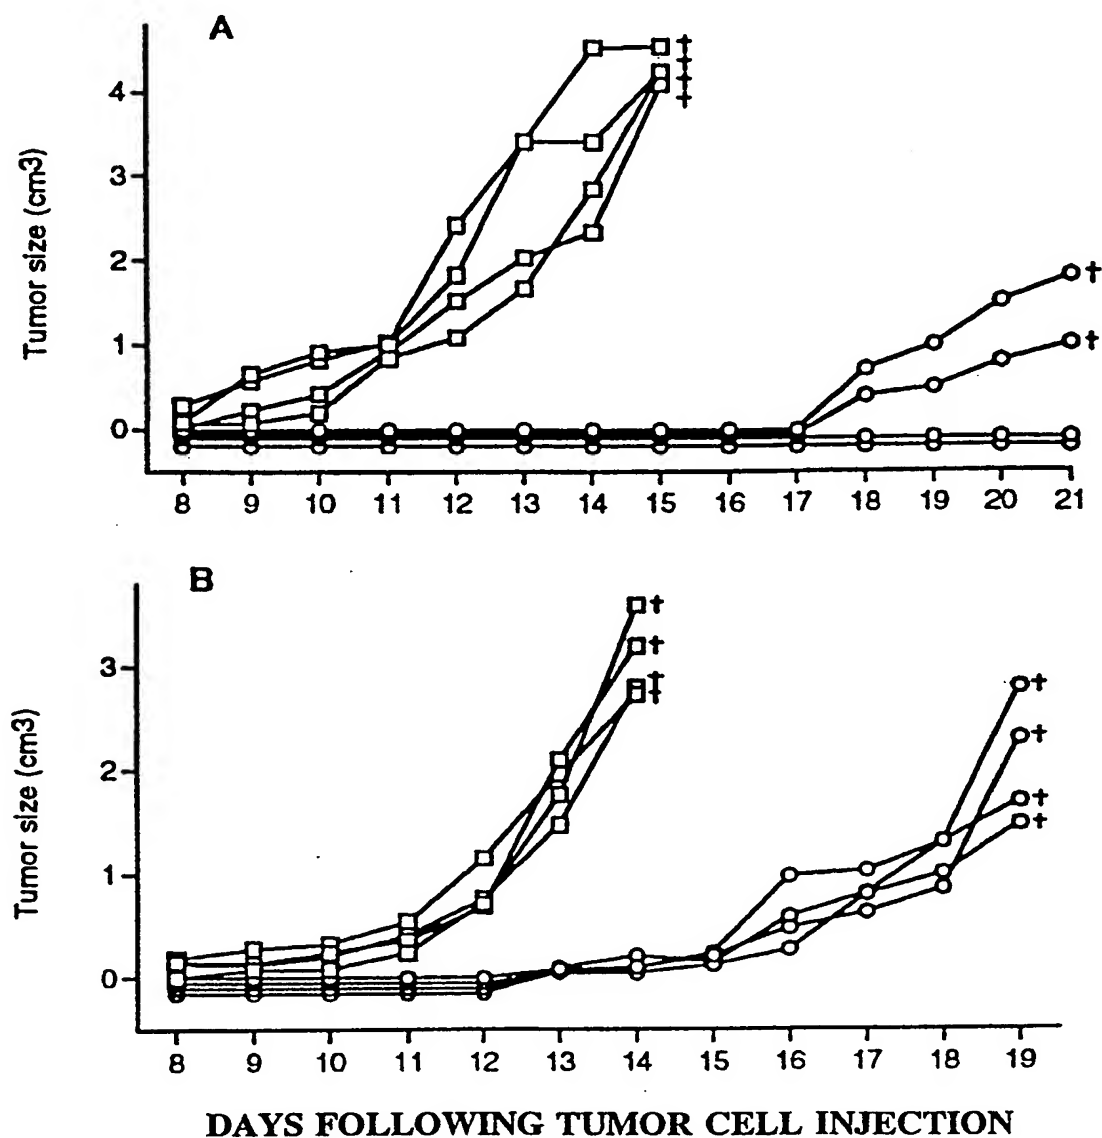 A
Tumor size (cm3)
4
3
2
1
0
† † † †
†
†
8 9 10 11 12 13 14 15 16 17 18 19 20 21
B
Tumor size (cm3)
3
2
1
0
† † † †
† † † †
8 9 10 11 12 13 14 15 16 17 18 19
DAYS FOLLOWING TUMOR CELL INJECTION